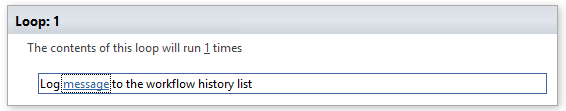 Loop: 1
The contents of this loop will run 1 times
Log message to the workflow history list